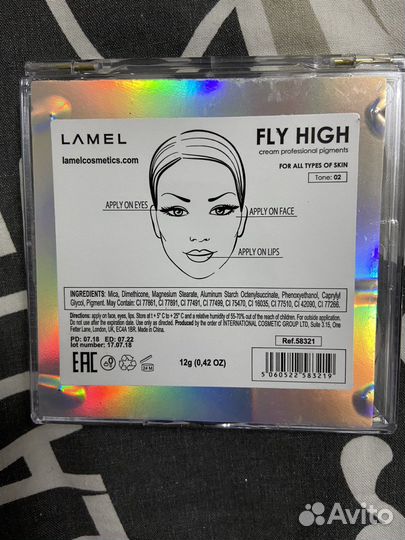 LAMEL
lamelcosmetics.com
FLY HIGH
cream professional pigments
FOR ALL TYPES OF SKIN
Tone: 02
APPLY ON EYES
APPLY ON FACE
APPLY ON LIPS
INGREDIENTS: Mica, Dimethicone, Magnesium Stearate, Aluminum Starch Octenylsuccinate, Phenoxyethanol, Caprylyl
Glycol, Pigment. May Contain: CI 77861, CI 77891, CI 77491, CI 77499, CI 75470, CI 16035, CI 77510, CI 42090, CI 77266.
Directions: apply on face, eyes, lips. Store at t + 5° C to + 25° C and a relative humidity of 55-70% out of the reach of children. For outside application.
Do not use after expiration date. Use only as directed. Produced by order of INTERNATIONAL COSMETIC GROUP LTD, Suite 3.15, One
Fetter Lane, London, UK, EC4A 1BR. Made in PRC.
PD: 07.18 ED: 07.22
lot number: 17.07.18
Ref.58321
EAC
24 M
12g (0,42 OZ)
5 060522 583219
Avito